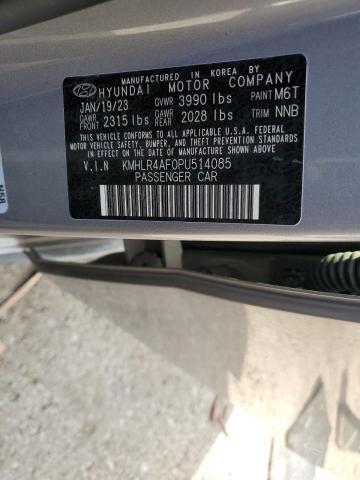 MANUFACTURED IN KOREA BY
HYUNDAI MOTOR COMPANY
JAN/19/23 GVWR 3990 lbs PAINT M6T
GAWR FRONT 2315 lbs GAWR REAR 2028 lbs TRIM NNB
THIS VEHICLE CONFORMS TO ALL APPLICABLE U.S.A. FEDERAL MOTOR
VEHICLE SAFETY, BUMPER, AND THEFT PREVENTION STANDARDS
IN EFFECT ON THE DATE OF MANUFACTURE SHOWN ABOVE.
V.I.N KMHLR4AF0PU514085
PASSENGER CAR
N58